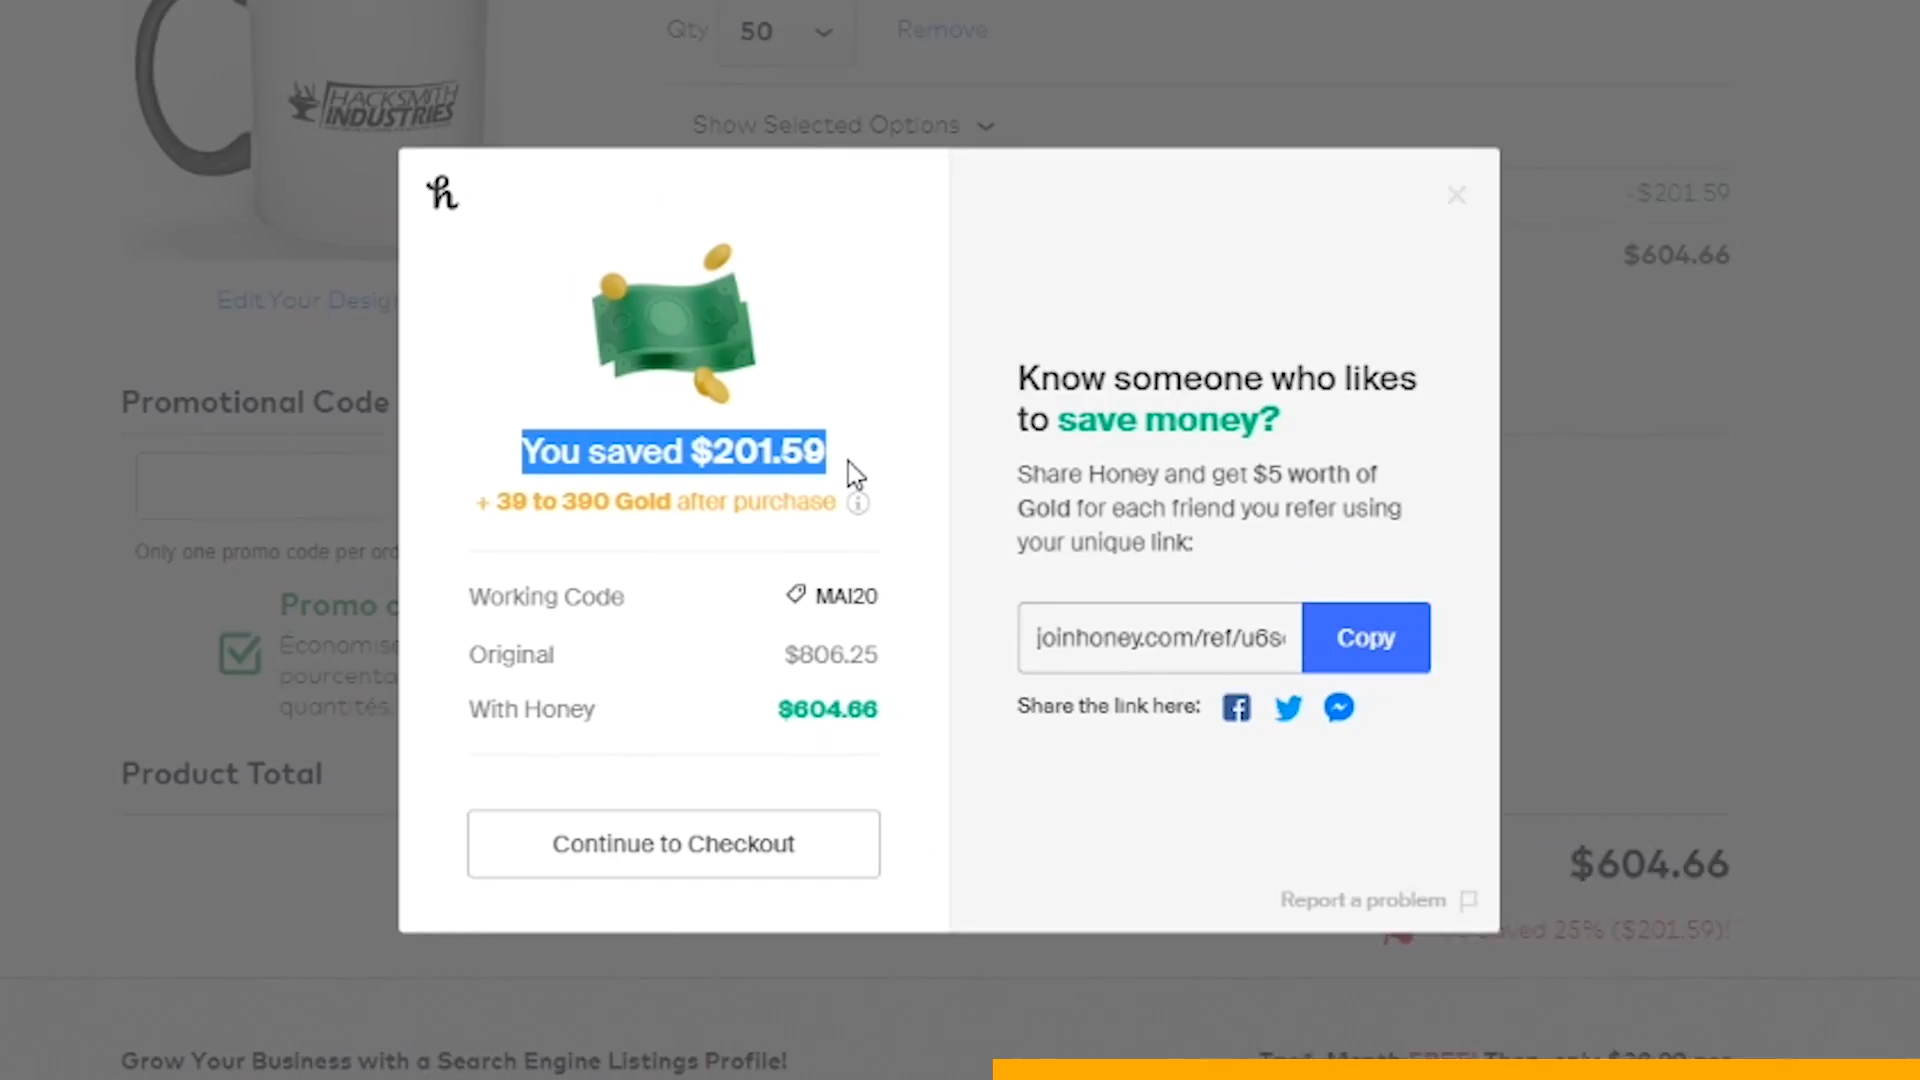 Qty 50 Remove
HACKSMITH
INDUSTRIES
Show Selected Options
-$201.59
$604.66
Edit Your Desig
Promotional Code
Only one promo code per ord
Promo c
Économis
pourcenta
quantités.
Product Total
$604.66
ved 25% ($201.59)!
Grow Your Business with a Search Engine Listings Profile!
h
You saved $201.59
+ 39 to 390 Gold after purchase
Working Code MAI20
Original $806.25
With Honey $604.66
Continue to Checkout
Know someone who likes
to save money?
Share Honey and get $5 worth of
Gold for each friend you refer using
your unique link:
joinhoney.com/ref/u6s
Copy
Share the link here:
Report a problem